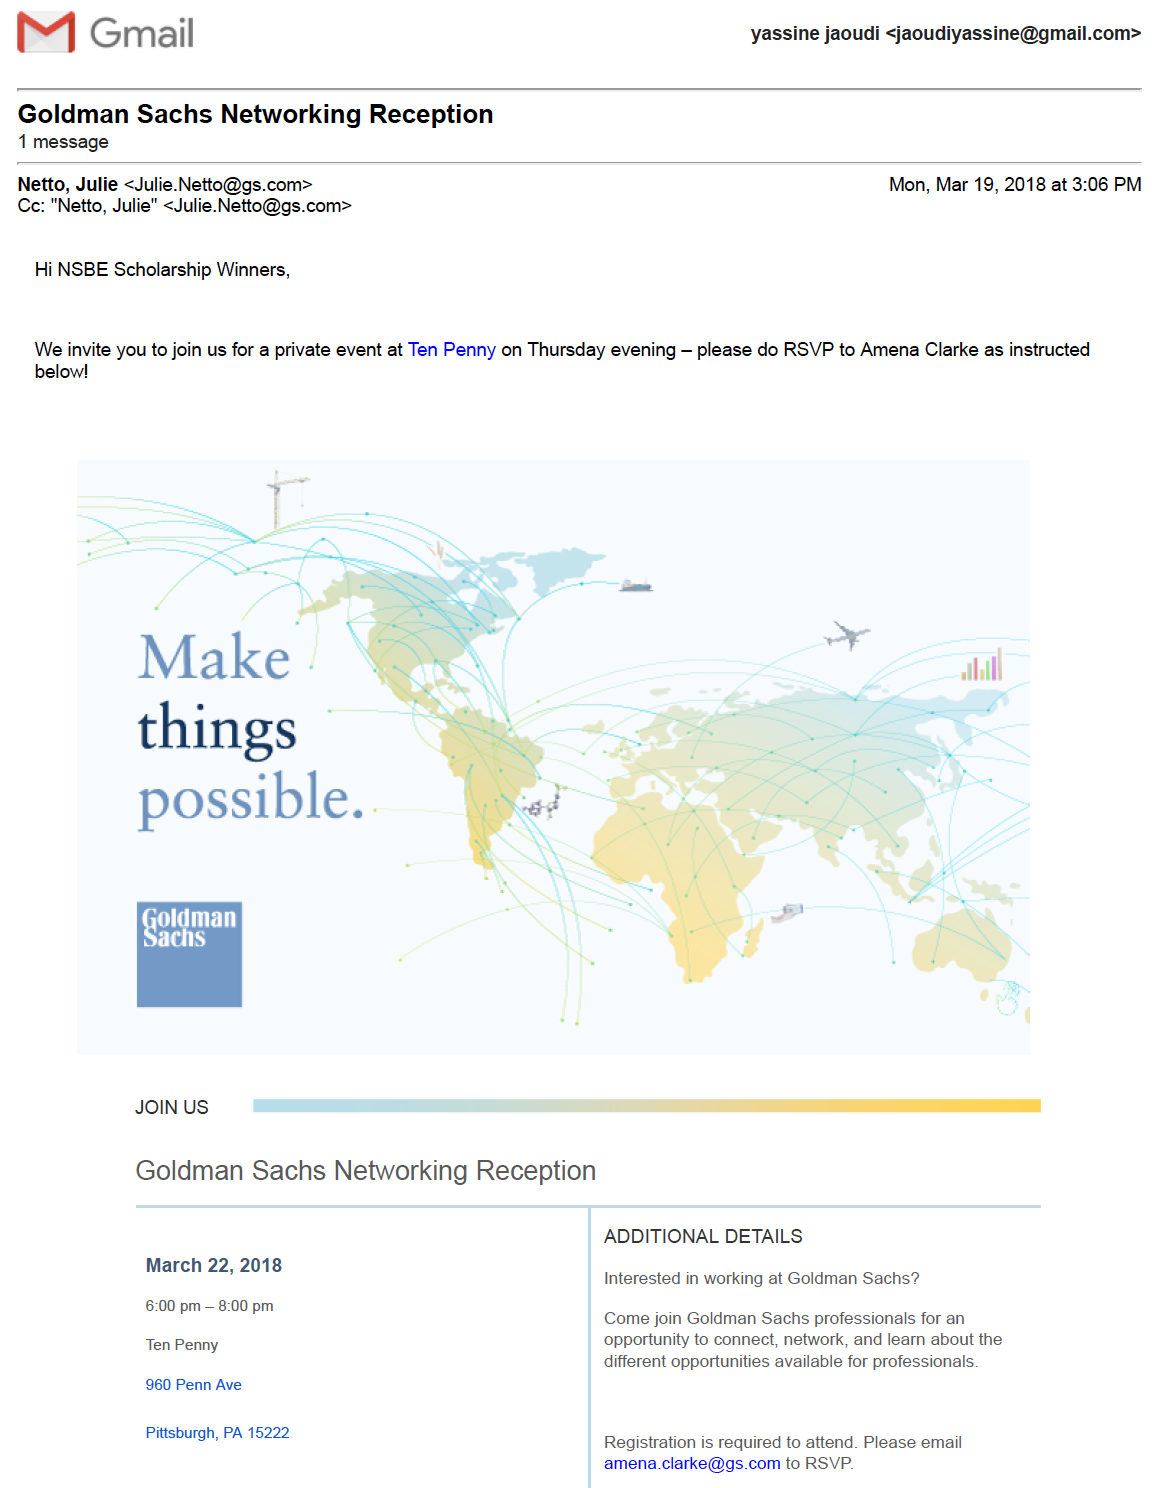 Gmail
yassine jaoudi <jaoudiyassine@gmail.com>
Goldman Sachs Networking Reception
1 message
Netto, Julie <Julie.Netto@gs.com>
Mon, Mar 19, 2018 at 3:06 PM
Cc: "Netto, Julie" <Julie.Netto@gs.com>
Hi NSBE Scholarship Winners,
We invite you to join us for a private event at Ten Penny on Thursday evening – please do RSVP to Amena Clarke as instructed
below!
Make
things
possible.
Goldman
Sachs
JOIN US
Goldman Sachs Networking Reception
March 22, 2018
6:00 pm – 8:00 pm
Ten Penny
960 Penn Ave
Pittsburgh, PA 15222
ADDITIONAL DETAILS
Interested in working at Goldman Sachs?
Come join Goldman Sachs professionals for an
opportunity to connect, network, and learn about the
different opportunities available for professionals.
Registration is required to attend. Please email
amena.clarke@gs.com to RSVP.